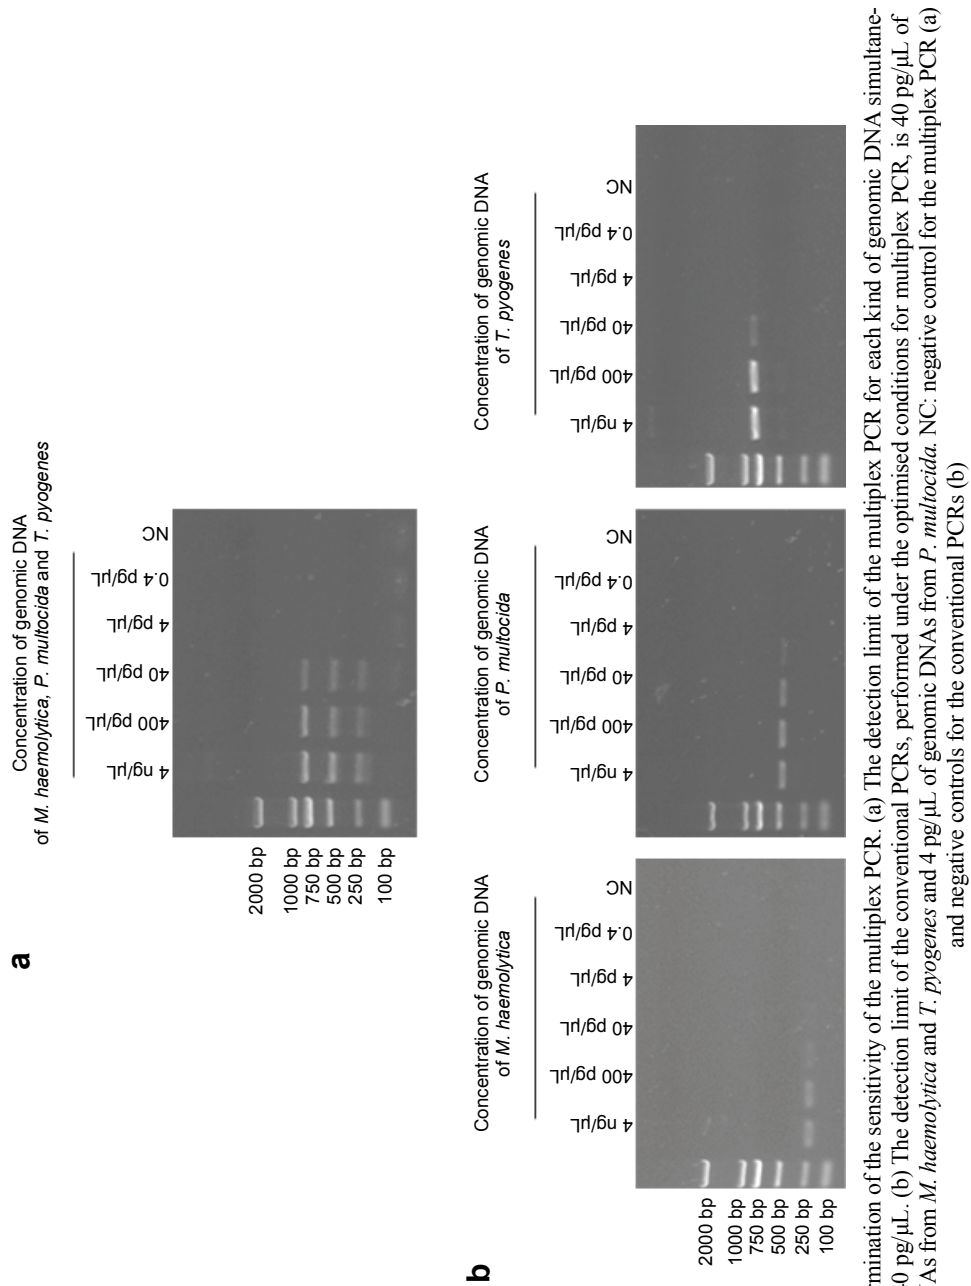 a
Concentration of genomic DNA
of M. haemolytica, P. multocida and T. pyogenes
4 ng/µL
400 pg/µL
40 pg/µL
4 pg/µL
0.4 pg/µL
NC
2000 bp
1000 bp
750 bp
500 bp
250 bp
100 bp
b
Concentration of genomic DNA
of M. haemolytica
4 ng/µL
400 pg/µL
40 pg/µL
4 pg/µL
0.4 pg/µL
NC
Concentration of genomic DNA
of P. multocida
4 ng/µL
400 pg/µL
40 pg/µL
4 pg/µL
0.4 pg/µL
NC
Concentration of genomic DNA
of T. pyogenes
4 ng/µL
400 pg/µL
40 pg/µL
4 pg/µL
0.4 pg/µL
NC
2000 bp
1000 bp
750 bp
500 bp
250 bp
100 bp
of the sensitivity of the multiplex PCR. (a) The detection limit of the multiplex PCR for each kind of genomic DNA simultane-
pg/µL. (b) The detection limit of the conventional PCRs, performed under the optimised conditions for multiplex PCR, is 40 pg/µL of
from M. haemolytica and T. pyogenes and 4 pg/µL of genomic DNAs from P. multocida. NC: negative control for the multiplex PCR (a)
and negative controls for the conventional PCRs (b)